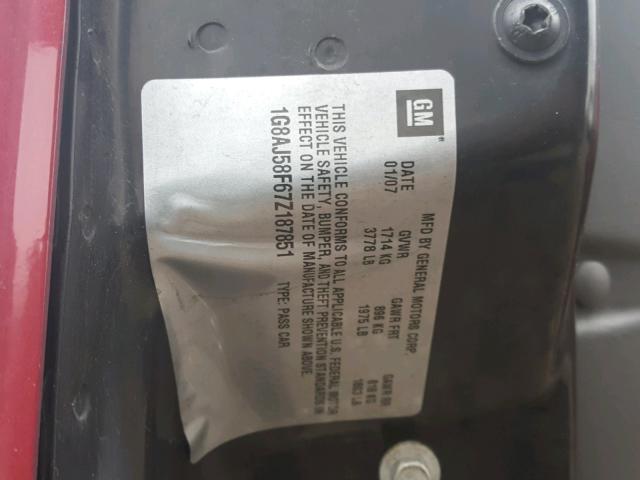 GM
MFD BY GENERAL MOTORS CORP.
DATE GVWR GAWR FRT GAWR RR
01/07 1714 KG 896 KG 818 KG
3778 LB 1975 LB 1803 LB
THIS VEHICLE CONFORMS TO ALL APPLICABLE U.S. FEDERAL MOTOR
VEHICLE SAFETY, BUMPER, AND THEFT PREVENTION STANDARDS IN
EFFECT ON THE DATE OF MANUFACTURE SHOWN ABOVE.
1G8AJ58F67Z187851 TYPE: PASS CAR